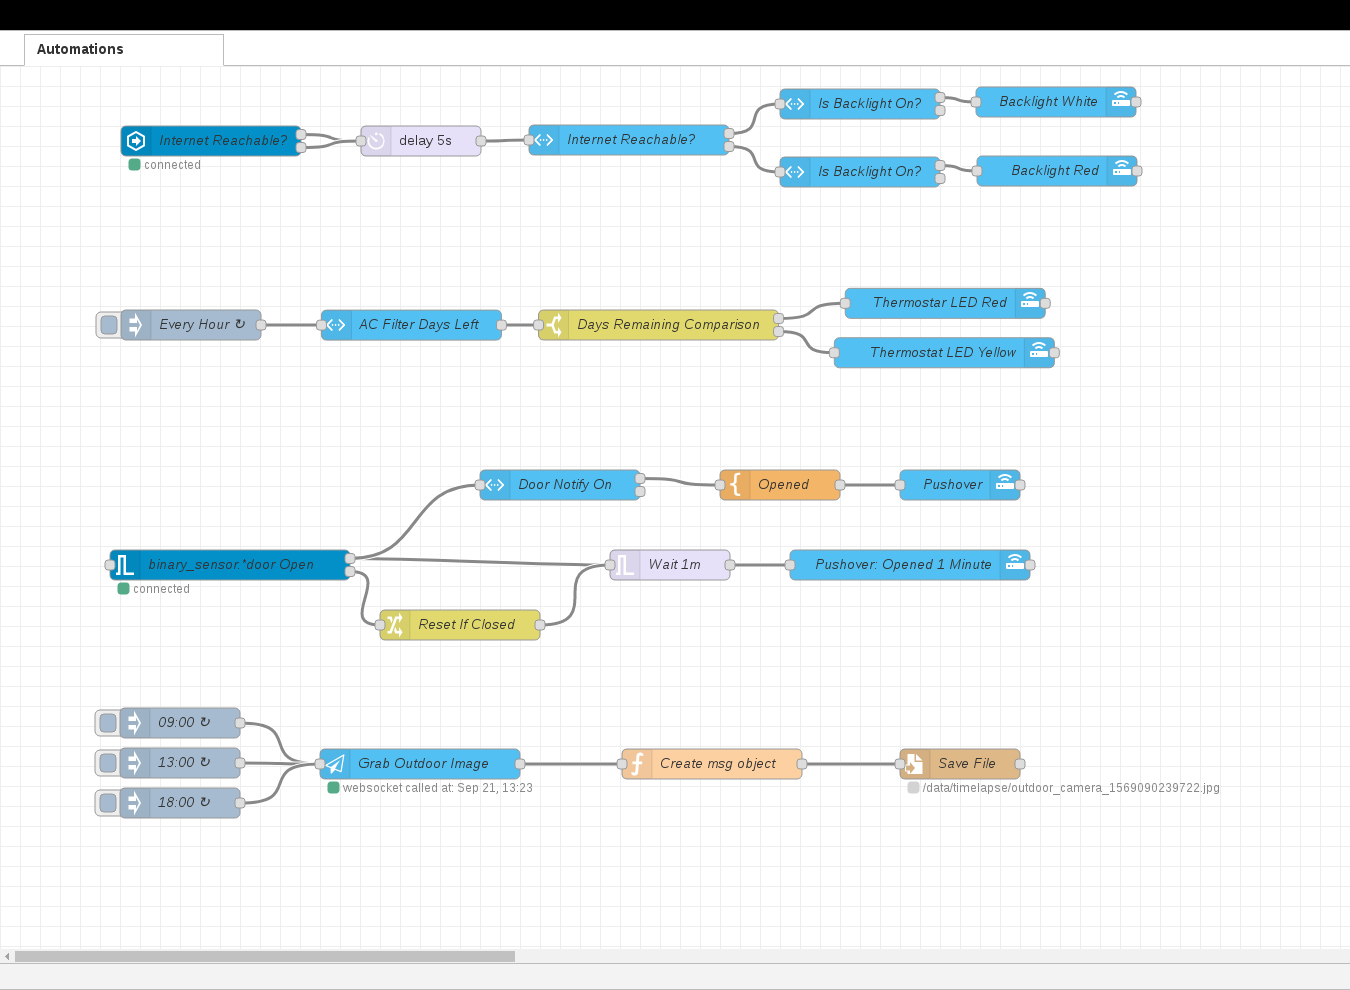 Automations
Internet Reachable?
connected
delay 5s
Internet Reachable?
Is Backlight On?
Backlight White
Is Backlight On?
Backlight Red
Every Hour ↻
AC Filter Days Left
Days Remaining Comparison
Thermostar LED Red
Thermostat LED Yellow
Door Notify On
Opened
Pushover
binary_sensor:*door Open
connected
Wait 1m
Pushover: Opened 1 Minute
Reset If Closed
09:00 ↻
13:00 ↻
18:00 ↻
Grab Outdoor Image
websocket called at: Sep 21, 13:23
Create msg object
Save File
/data/timelapse/outdoor_camera_1569090239722.jpg